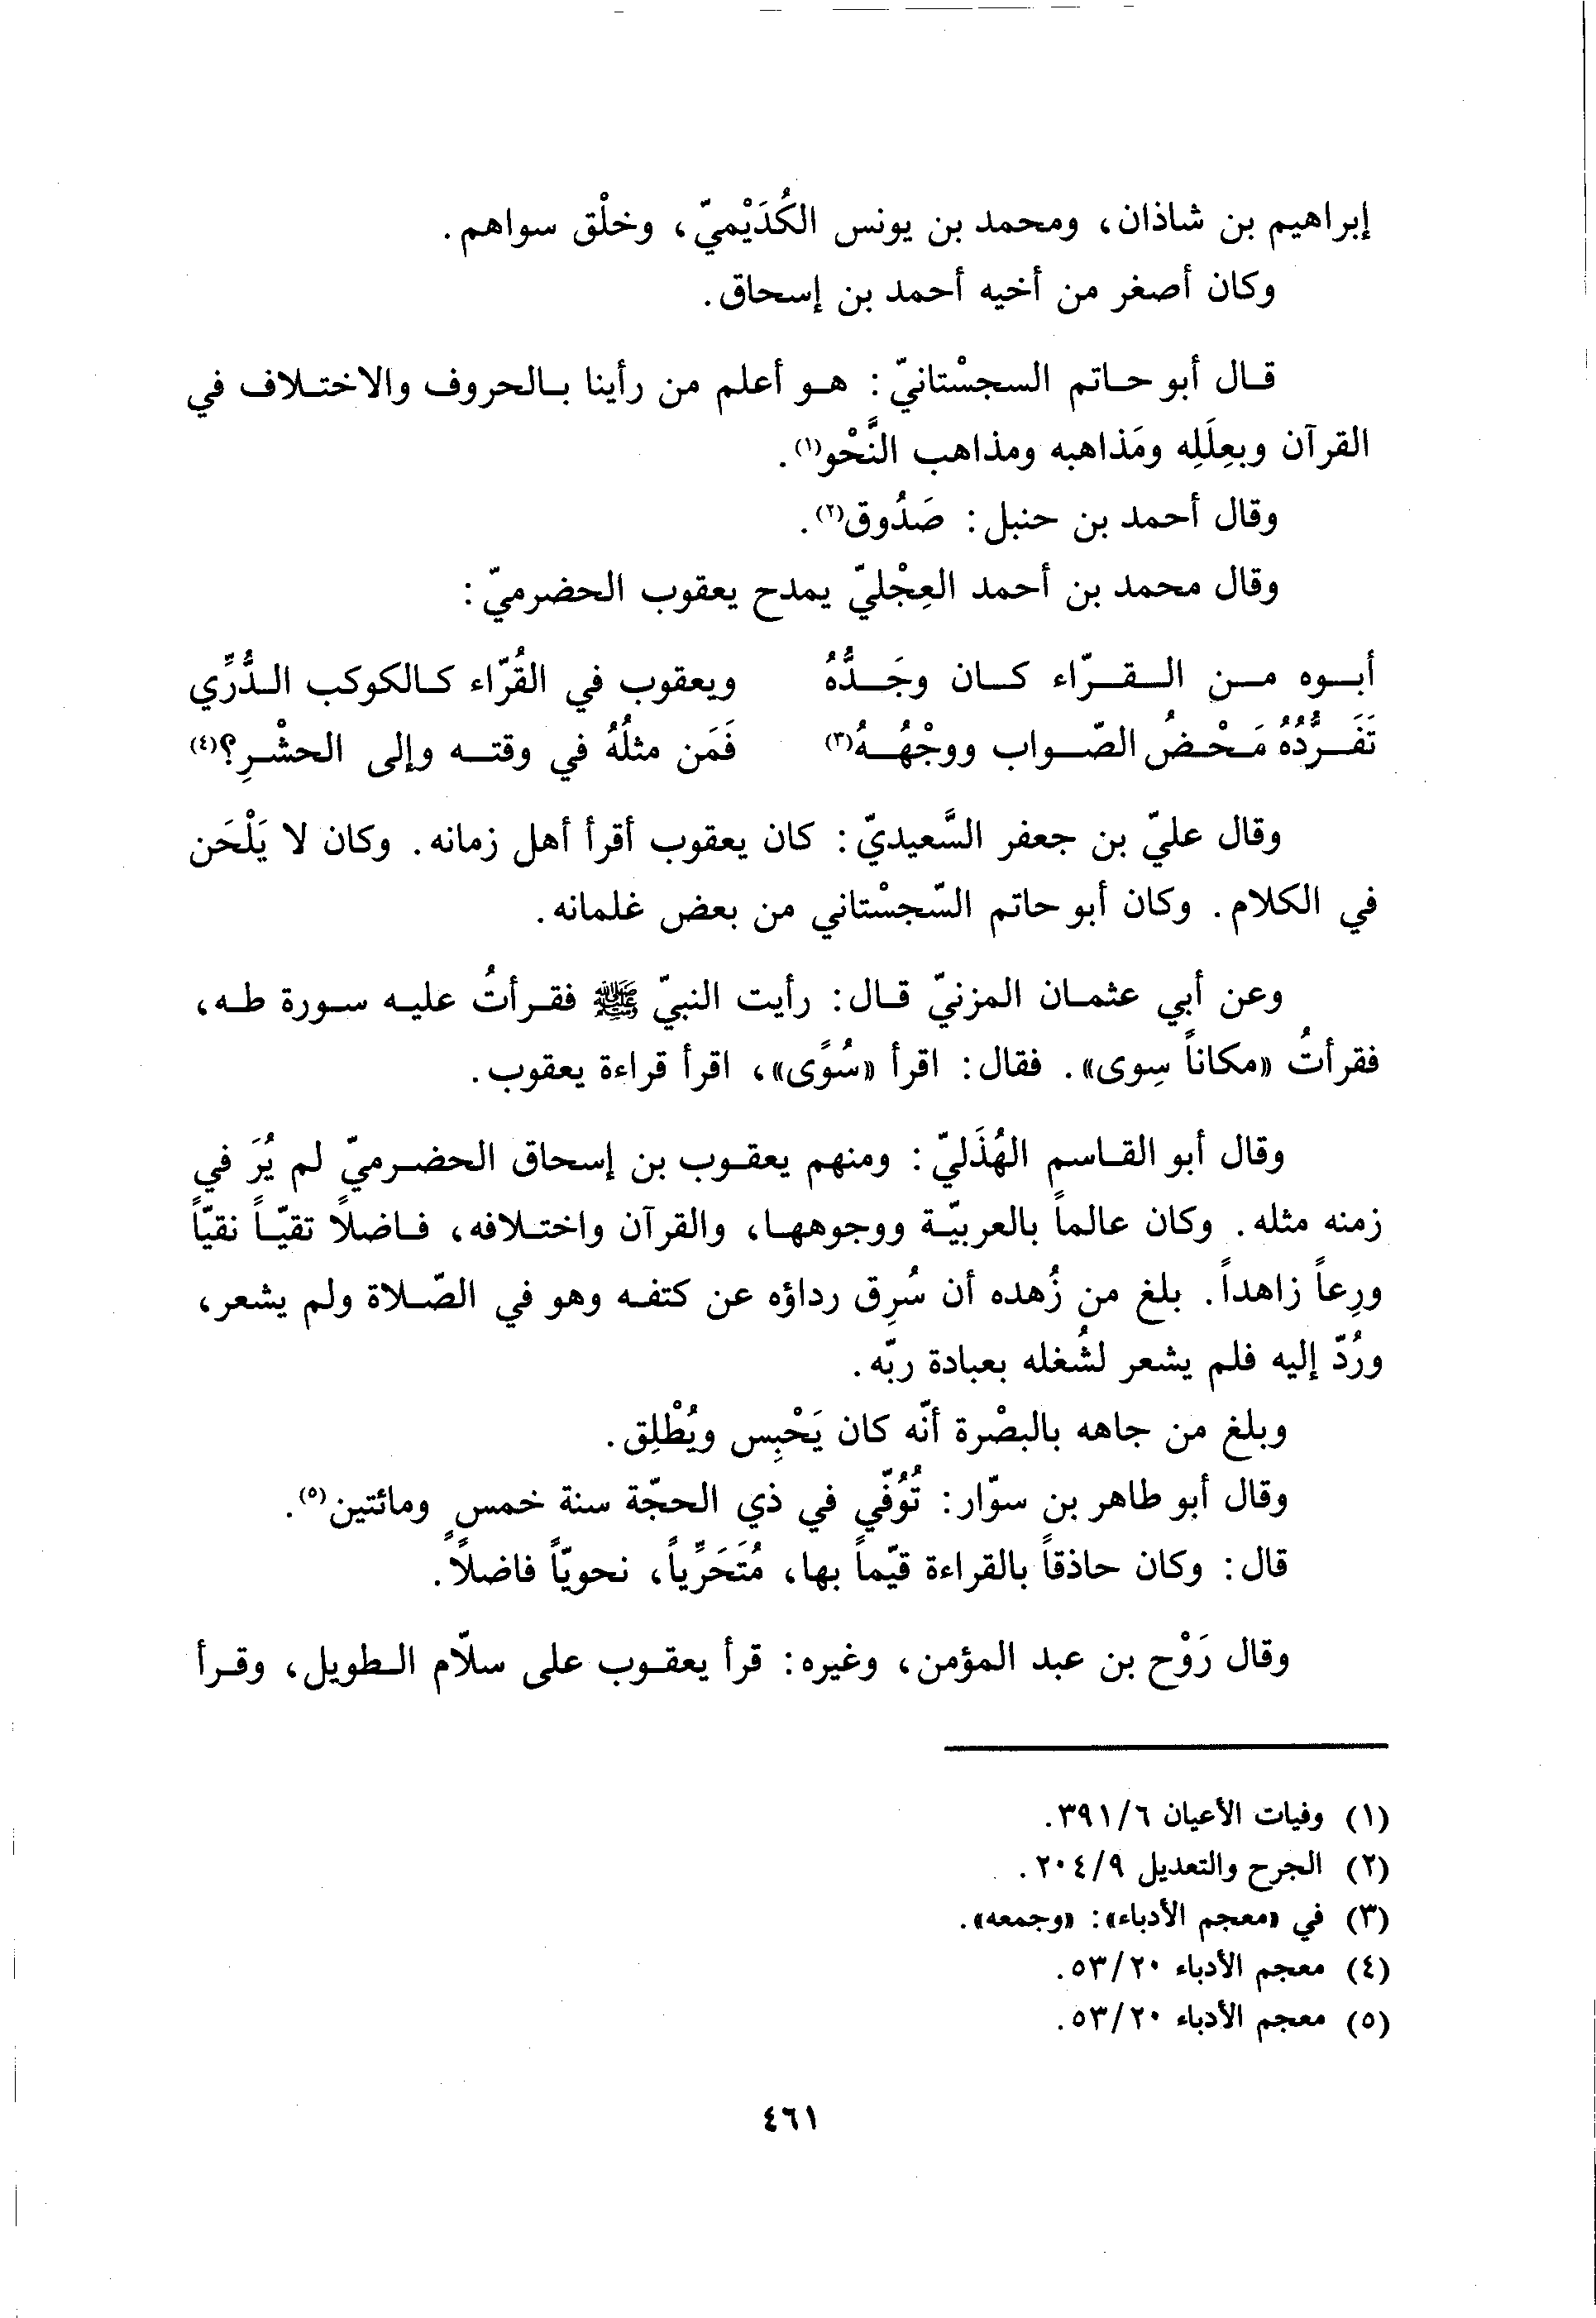 إبراهيم بن شاذان، ومحمد بن يونس الكُدَيْميّ، وخلْق سواهم.
وكان أصغر من أخيه أحمد بن إسحاق.
قال أبو حاتم السجسْتانيّ: هو أعلم من رأينا بالحروف والاختلاف في
القرآن وبعِلَلِه ومَذاهبه ومذاهب النَّحْو(١).
وقال أحمد بن حنبل: صَدُوق(٢).
وقال محمد بن أحمد العِجْليّ يمدح يعقوب الحضرميّ:
أبوه من القرّاء كان وجَدُّهُ ويعقوب في القُرّاء كالكوكب الدُّرِّي
تَفَرُّدُهُ مَحْضُ الصّواب ووجْهُهُ(٣) فَمَن مثلُهُ في وقته وإلى الحشْرِ؟(٤)
وقال عليّ بن جعفر السَّعيديّ: كان يعقوب أقرأ أهل زمانه. وكان لا يَلْحَن
في الكلام. وكان أبو حاتم السّجسْتاني من بعض غلمانه.
وعن أبي عثمان المزنيّ قال: رأيت النبيّ ﷺ فقرأتُ عليه سورة طه،
فقرأتُ «مكاناً سِوى». فقال: اقرأ «سُوًى»، اقرأ قراءة يعقوب.
وقال أبو القاسم الهُذَليّ: ومنهم يعقوب بن إسحاق الحضرميّ لم يُرَ في
زمنه مثله. وكان عالماً بالعربيّة ووجوهها، والقرآن واختلافه، فاضلاً تقيّاً نقيّاً
ورِعاً زاهداً. بلغ من زُهده أن سُرِق رداؤه عن كتفه وهو في الصّلاة ولم يشعر،
ورُدّ إليه فلم يشعر لشُغله بعبادة ربّه.
وبلغ من جاهه بالبصْرة أنّه كان يَحْبِس ويُطْلِق.
وقال أبو طاهر بن سوّار: تُوُفّي في ذي الحجّة سنة خمسٍ ومائتين(٥).
قال: وكان حاذقاً بالقراءة قيّماً بها، مُتَحَرِّياً، نحويّاً فاضلاً.
وقال رَوْح بن عبد المؤمن، وغيره: قرأ يعقوب على سلاّم الطويل، وقرأ
(١) وفيات الأعيان ٣٩١/٦.
(٢) الجرح والتعديل ٢٠٤/٩.
(٣) في «معجم الأدباء»: «وجمعه».
(٤) معجم الأدباء ٥٣/٢٠.
(٥) معجم الأدباء ٥٣/٢٠.
٤٦١